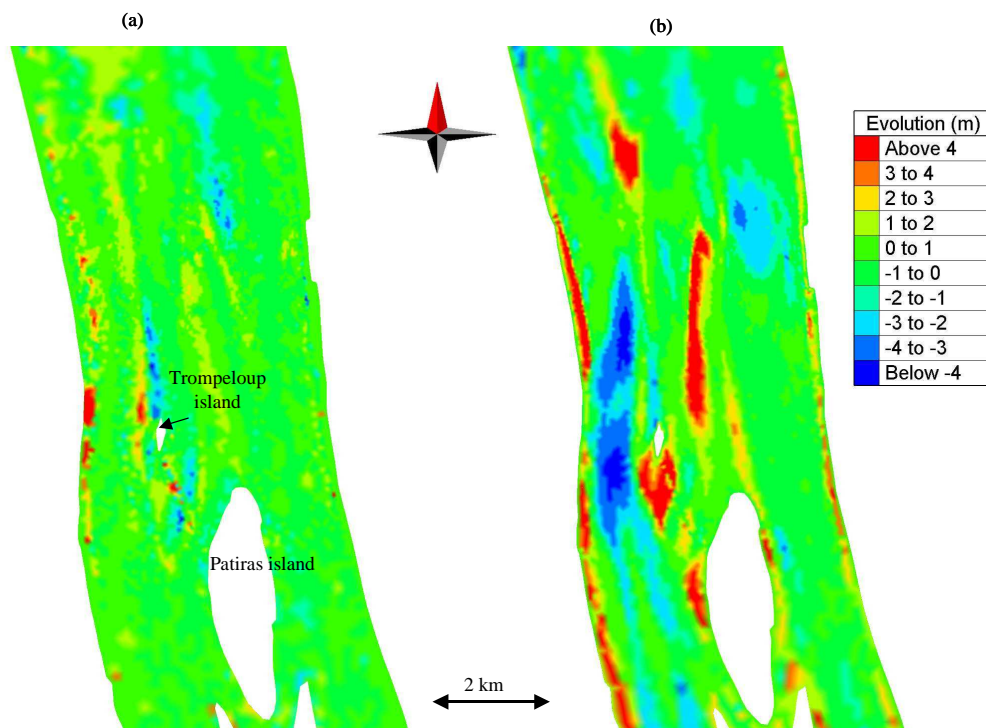 (a)
(b)
Evolution (m)
Above 4
3 to 4
2 to 3
1 to 2
0 to 1
-1 to 0
-2 to -1
-3 to -2
-4 to -3
Below -4
Trompeloup
island
Patiras island
2 km